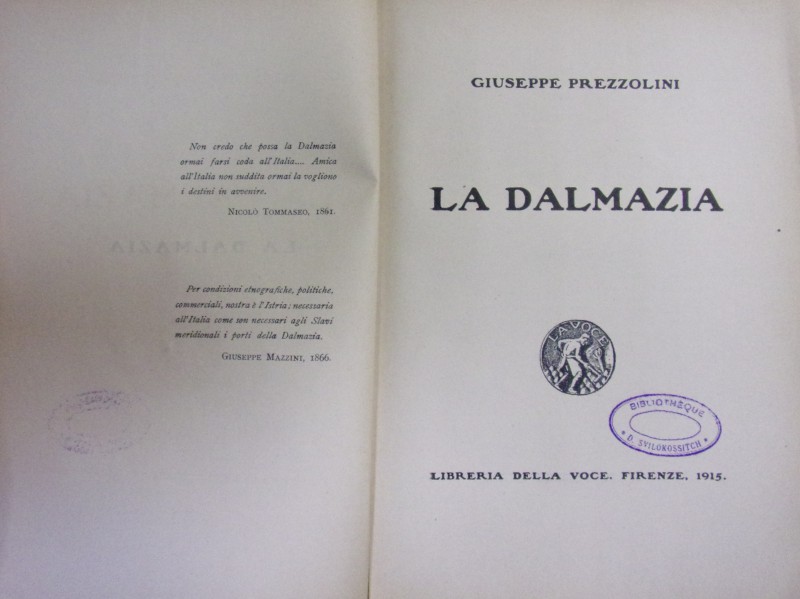 Non credo che possa la Dalmazia
ormai farsi coda all'Italia.... Amica
all'Italia non suddita ormai la vogliono
i destini in avvenire.
Nicolò Tommaseo, 1861.
Per condizioni etnografiche, politiche,
commerciali, nostra è l'Istria; necessaria
all'Italia come son necessari agli Slavi
meridionali i porti della Dalmazia.
Giuseppe Mazzini, 1866.
GIUSEPPE PREZZOLINI
LA DALMAZIA
LA VOCE
BIBLIOTHÈQUE
D. SVILOKOSSITCH
LIBRERIA DELLA VOCE. FIRENZE, 1915.